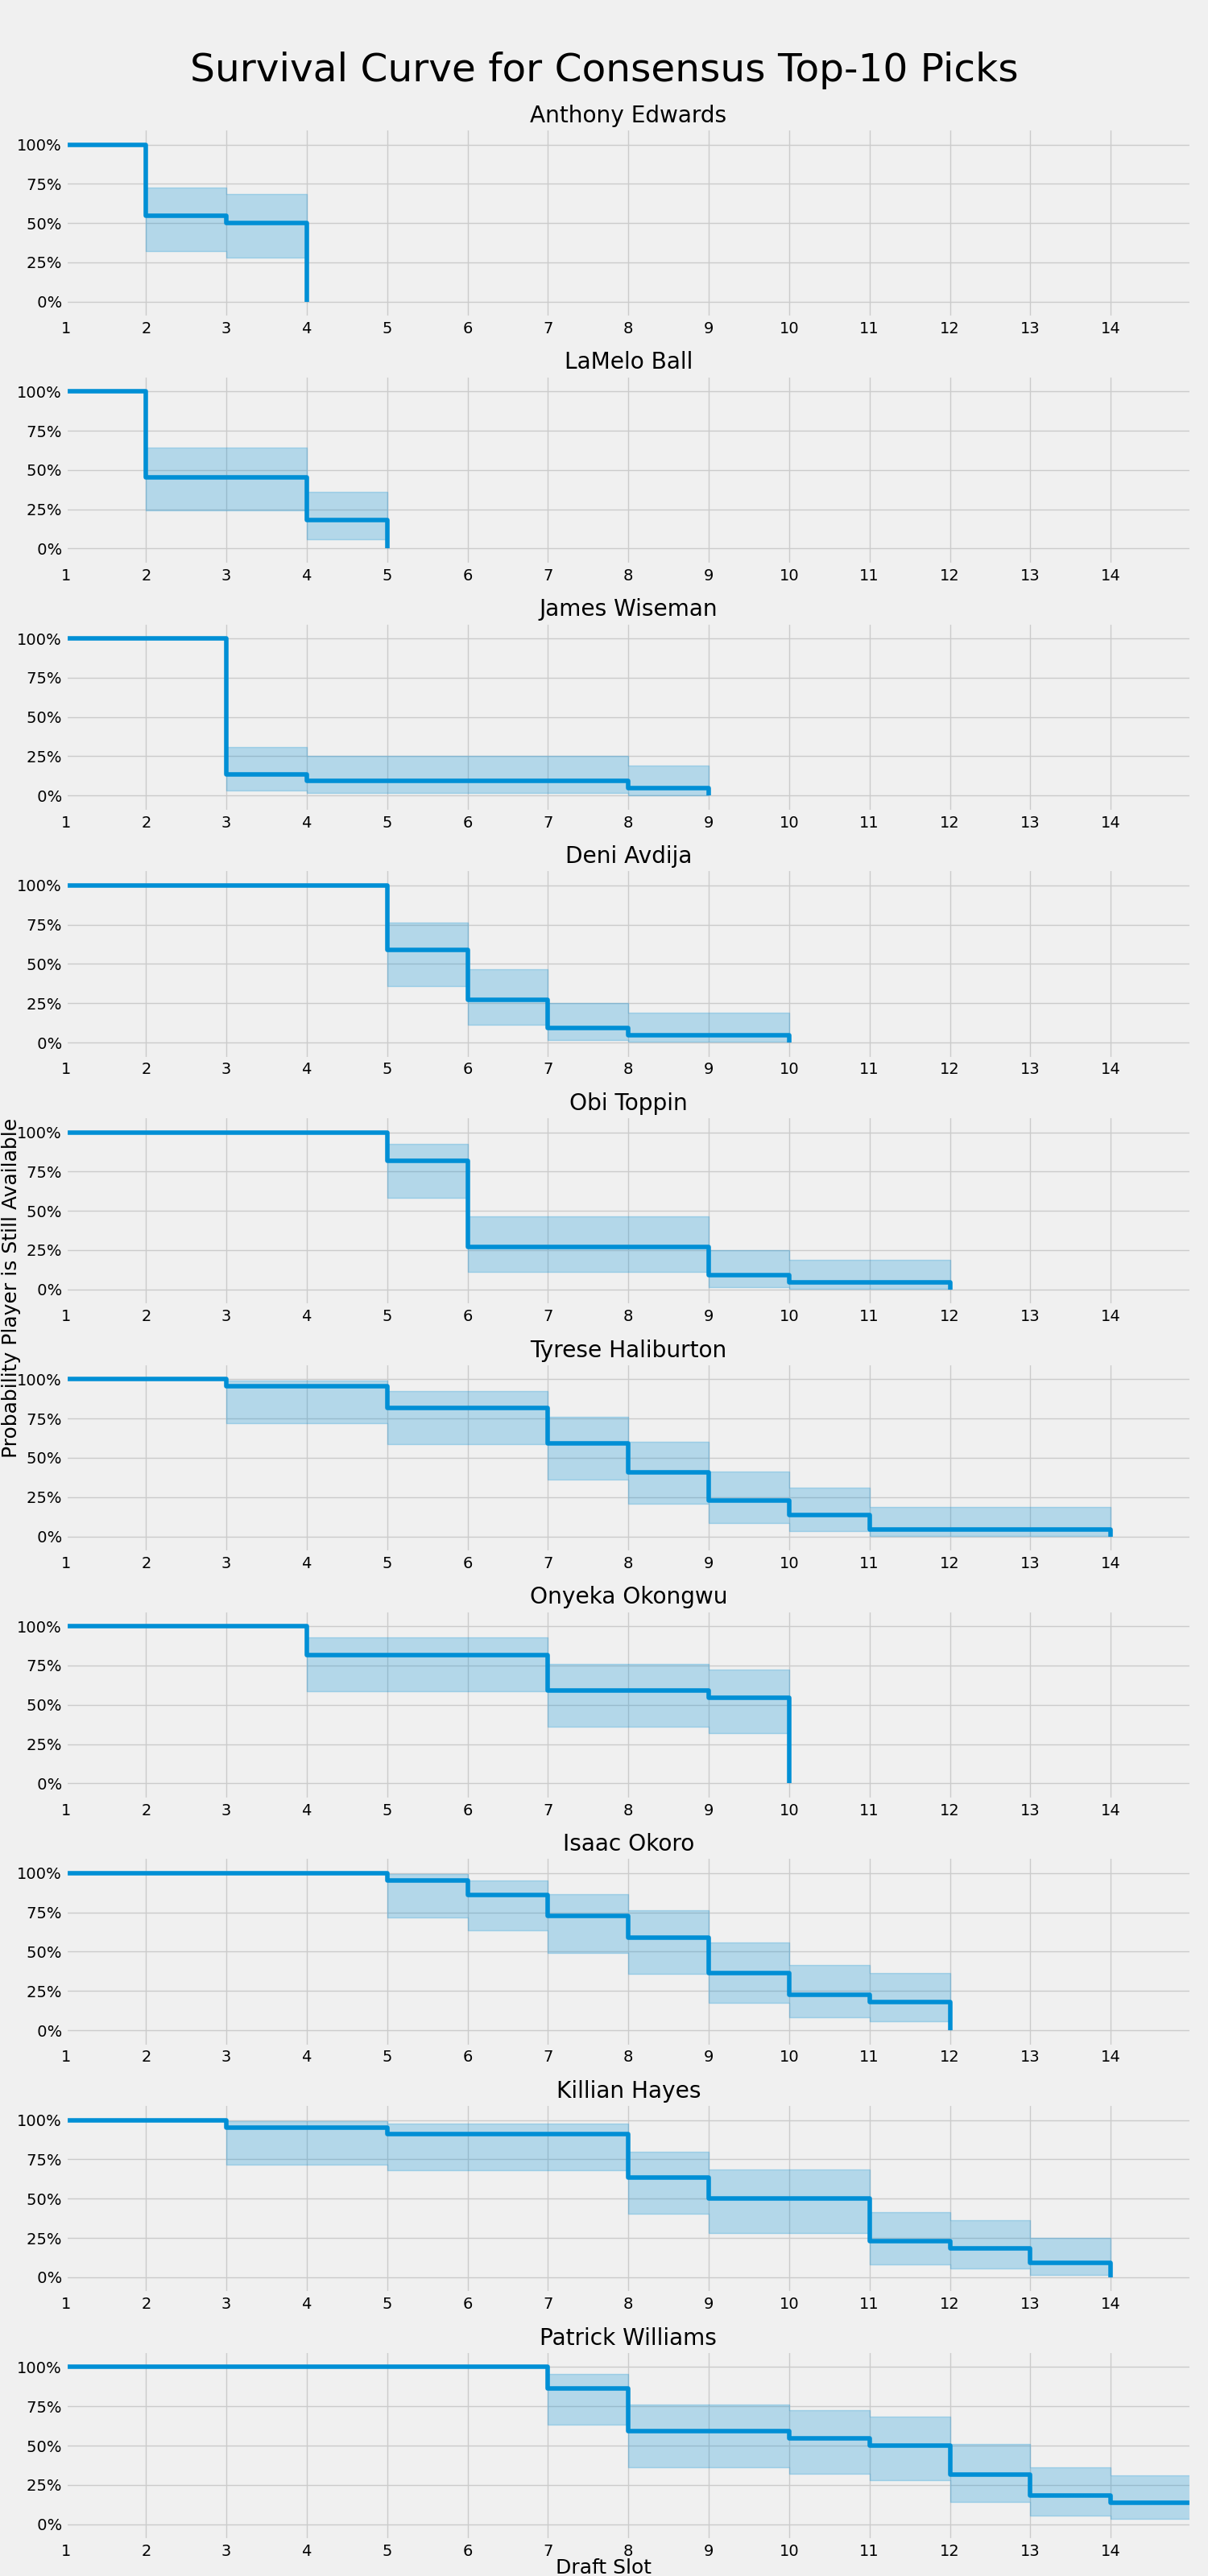 Survival Curve for Consensus Top-10 Picks
Anthony Edwards
100%
75%
50%
25%
0%
1 2 3 4 5 6 7 8 9 10 11 12 13 14
LaMelo Ball
100%
75%
50%
25%
0%
1 2 3 4 5 6 7 8 9 10 11 12 13 14
James Wiseman
100%
75%
50%
25%
0%
1 2 3 4 5 6 7 8 9 10 11 12 13 14
Deni Avdija
100%
75%
50%
25%
0%
1 2 3 4 5 6 7 8 9 10 11 12 13 14
Obi Toppin
100%
75%
50%
25%
0%
1 2 3 4 5 6 7 8 9 10 11 12 13 14
Probability Player is Still Available
Tyrese Haliburton
100%
75%
50%
25%
0%
1 2 3 4 5 6 7 8 9 10 11 12 13 14
Onyeka Okongwu
100%
75%
50%
25%
0%
1 2 3 4 5 6 7 8 9 10 11 12 13 14
Isaac Okoro
100%
75%
50%
25%
0%
1 2 3 4 5 6 7 8 9 10 11 12 13 14
Killian Hayes
100%
75%
50%
25%
0%
1 2 3 4 5 6 7 8 9 10 11 12 13 14
Patrick Williams
100%
75%
50%
25%
0%
1 2 3 4 5 6 7 8 9 10 11 12 13 14
Draft Slot